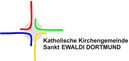 Katholische Kirchengemeinde
Sankt EWALDI DORTMUND